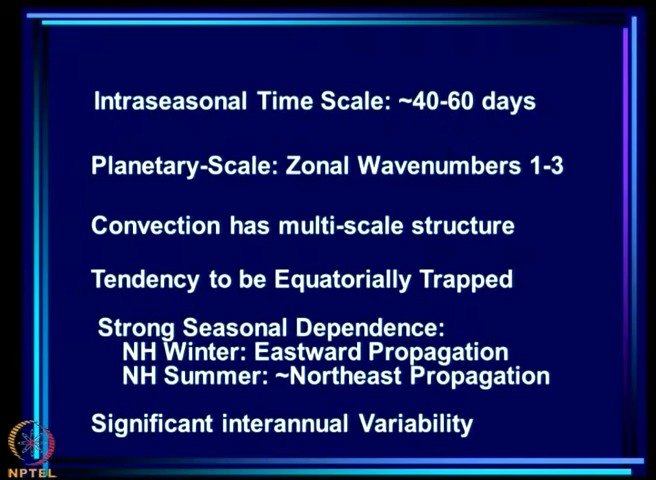 Intraseasonal Time Scale: ~40-60 days
Planetary-Scale: Zonal Wavenumbers 1-3
Convection has multi-scale structure
Tendency to be Equatorially Trapped
Strong Seasonal Dependence:
NH Winter: Eastward Propagation
NH Summer: ~Northeast Propagation
Significant interannual Variability
NPTEL